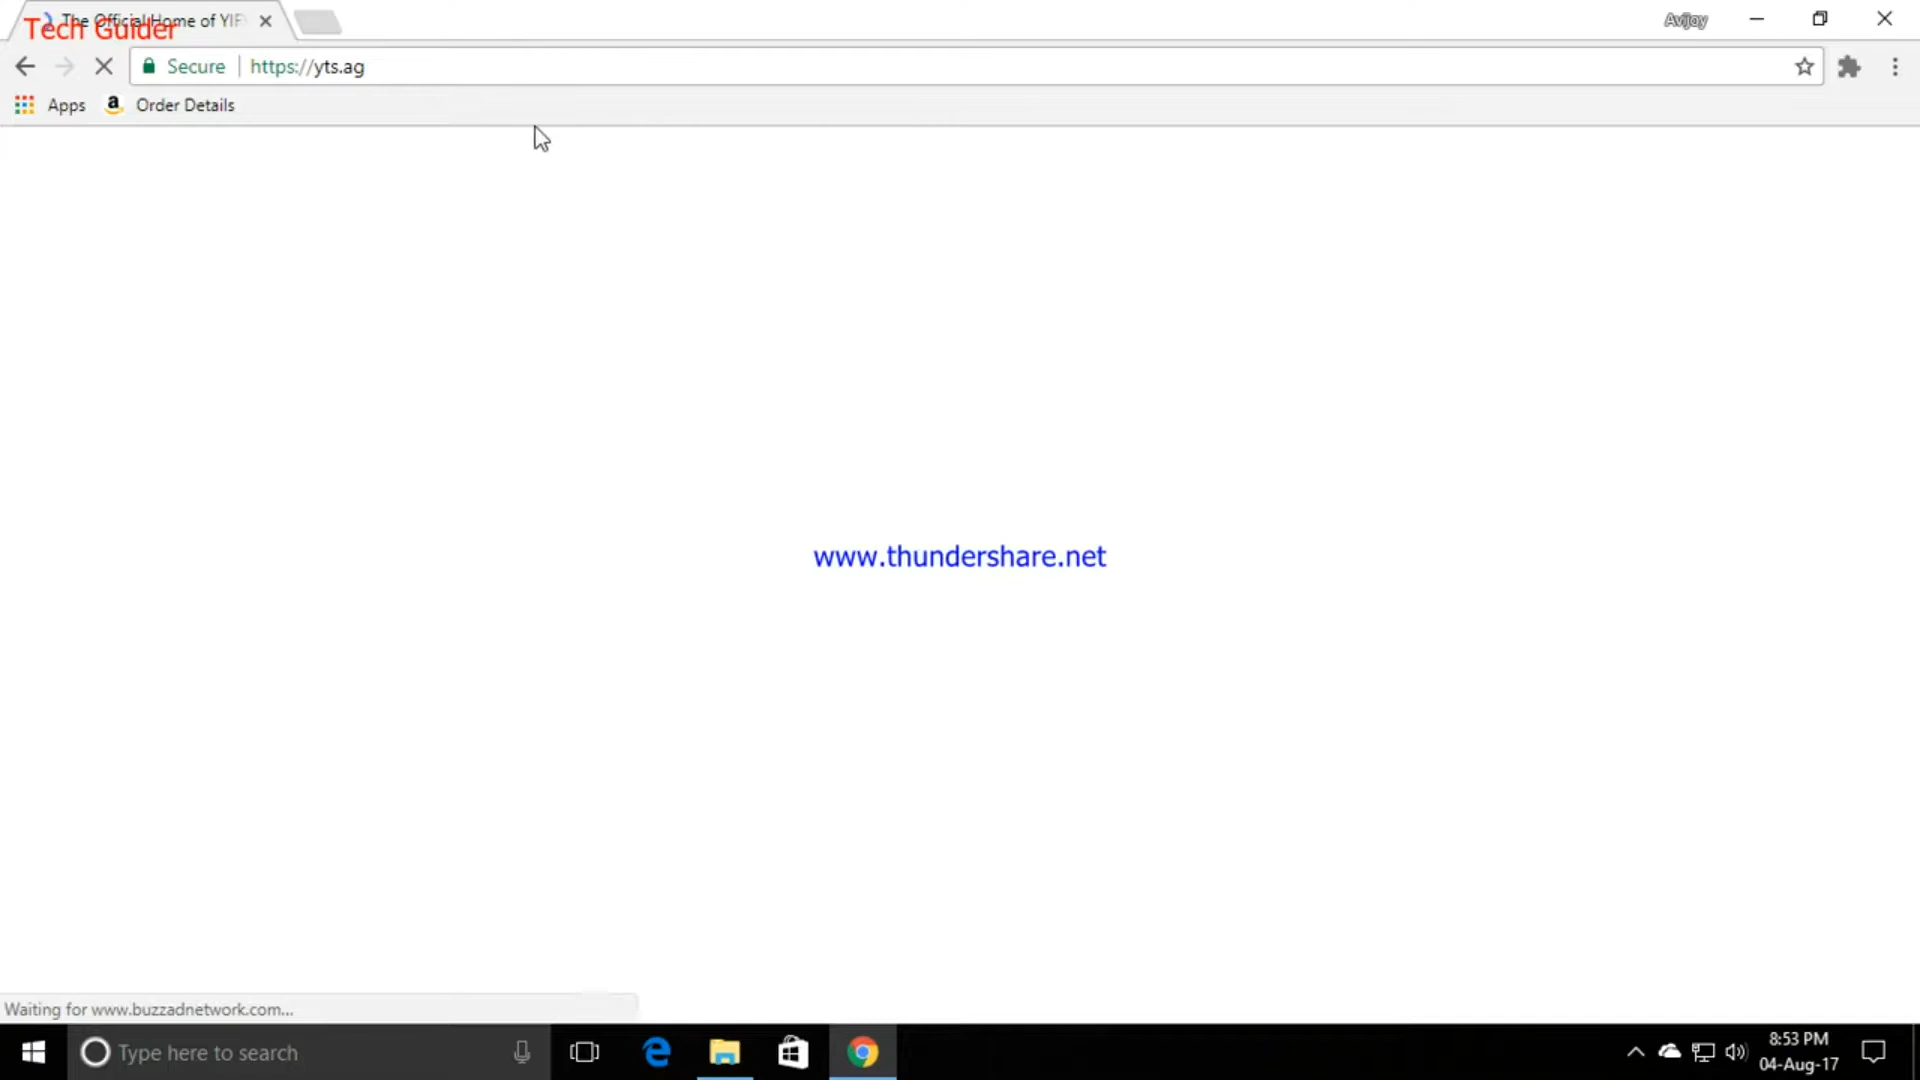 The Official Home of YIF
Tech Guider
Avijay
Secure
https://yts.ag
Apps
a
Order Details
www.thundershare.net
Waiting for www.buzzadnetwork.com...
Type here to search
8:53 PM
04-Aug-17